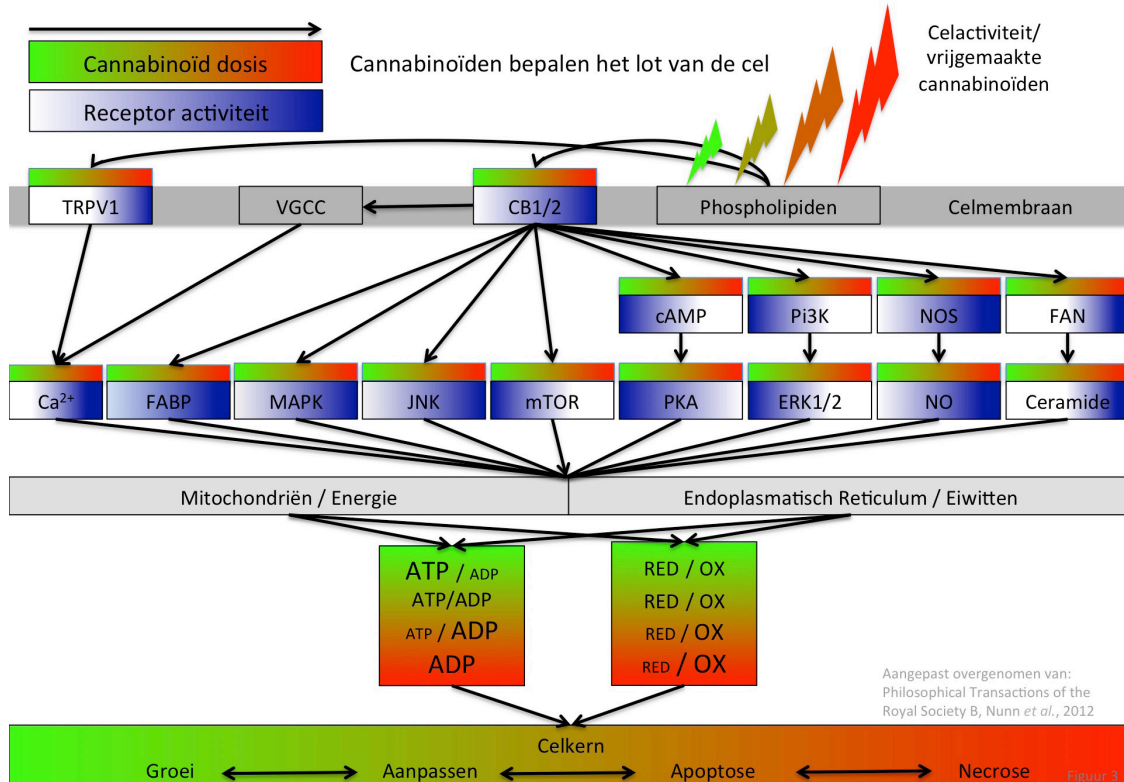 Cannabinoïd dosis
Receptor activiteit
Cannabinoïden bepalen het lot van de cel
Celactiviteit/
vrijgemaakte
cannabinoïden
TRPV1
VGCC
CB1/2
Phospholipiden
Celmembraan
cAMP
Pi3K
NOS
FAN
Ca²⁺
FABP
MAPK
JNK
mTOR
PKA
ERK1/2
NO
Ceramide
Mitochondriën / Energie
Endoplasmatisch Reticulum / Eiwitten
ATP / ADP
ATP/ADP
ATP / ADP
ADP
RED / OX
RED / OX
RED / OX
RED / OX
Aangepast overgenomen van:
Philosophical Transactions of the
Royal Society B, Nunn et al., 2012
Celkern
Groei
Aanpassen
Apoptose
Necrose
Figuur 3